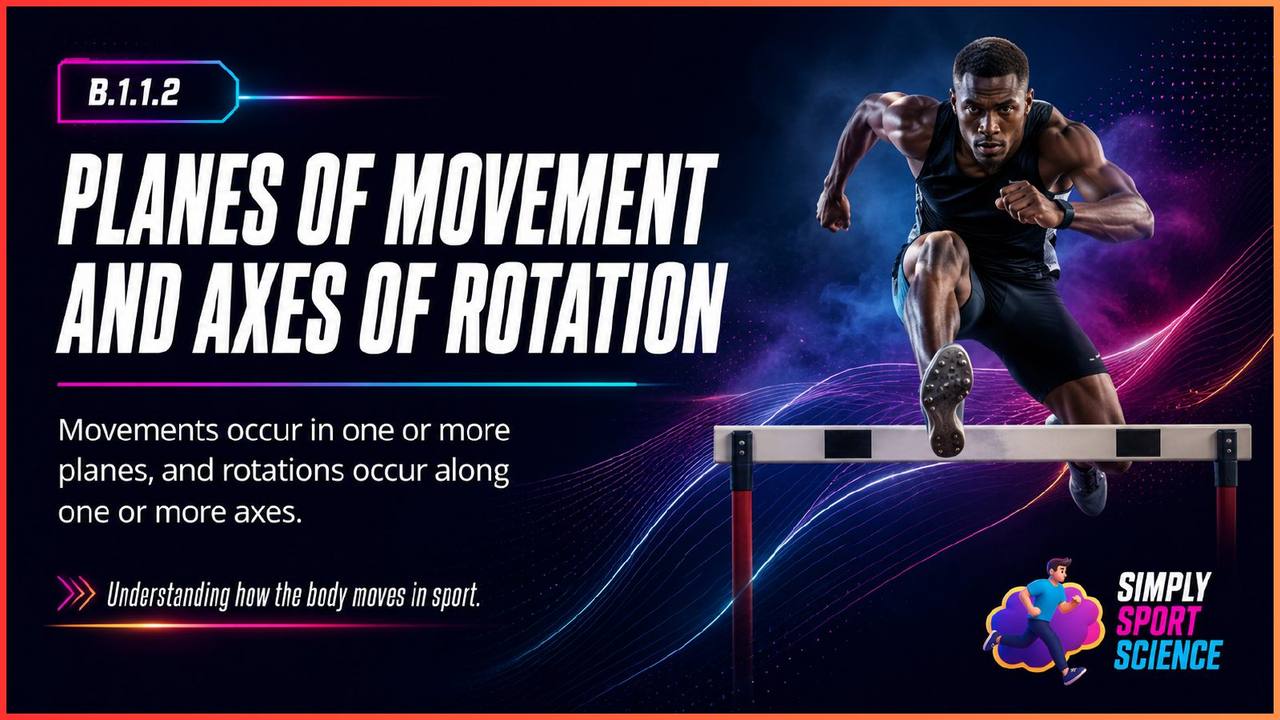 B.1.1.2
PLANES OF MOVEMENT
AND AXES OF ROTATION
Movements occur in one or more
planes, and rotations occur along
one or more axes.
Understanding how the body moves in sport.
SIMPLY
SPORT
SCIENCE